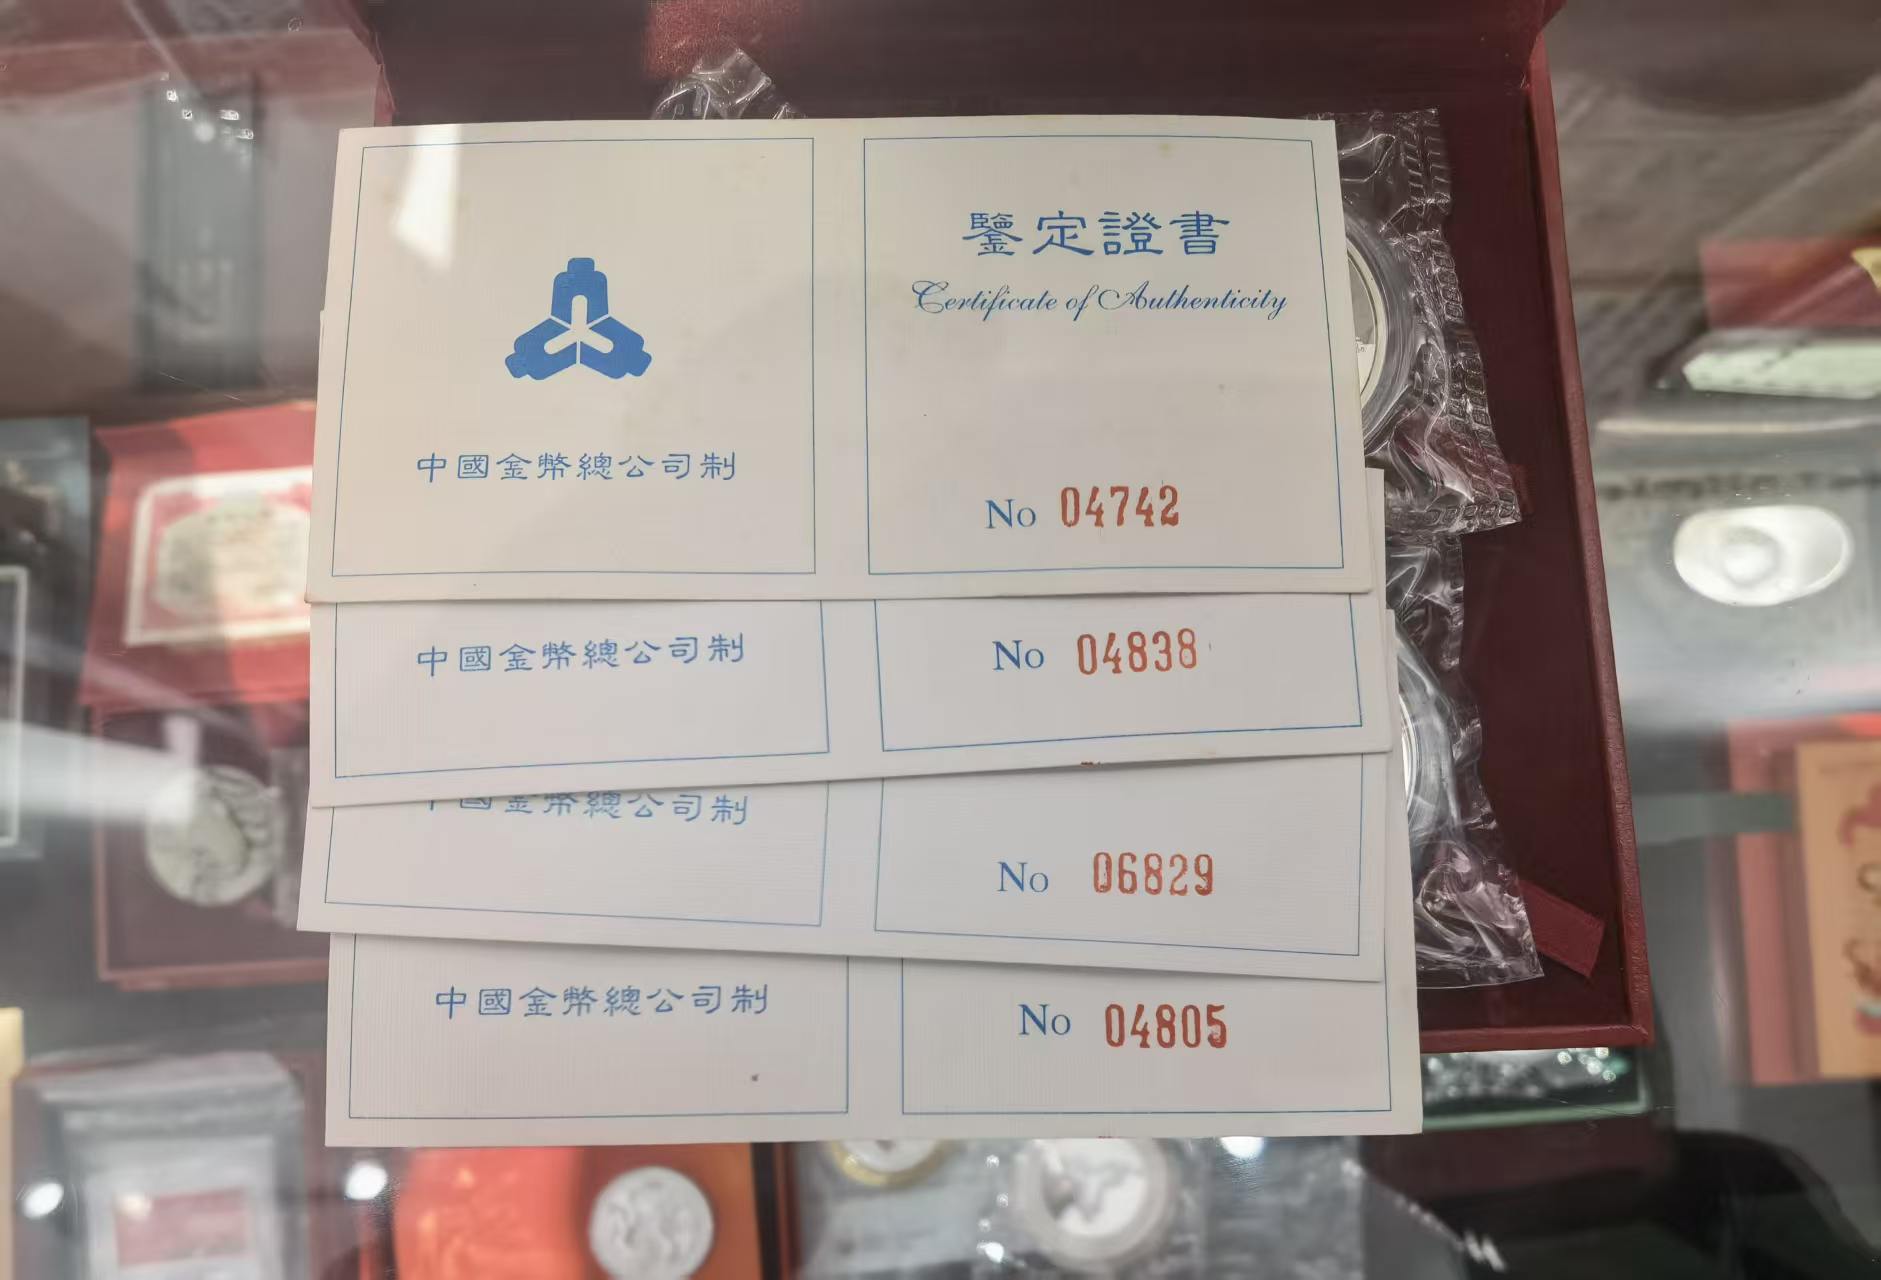 鑒定證書
Certificate of Authenticity
中國金幣總公司制
No 04742
中國金幣總公司制
No 04838
中國金幣總公司制
No 06829
中國金幣總公司制
No 04805